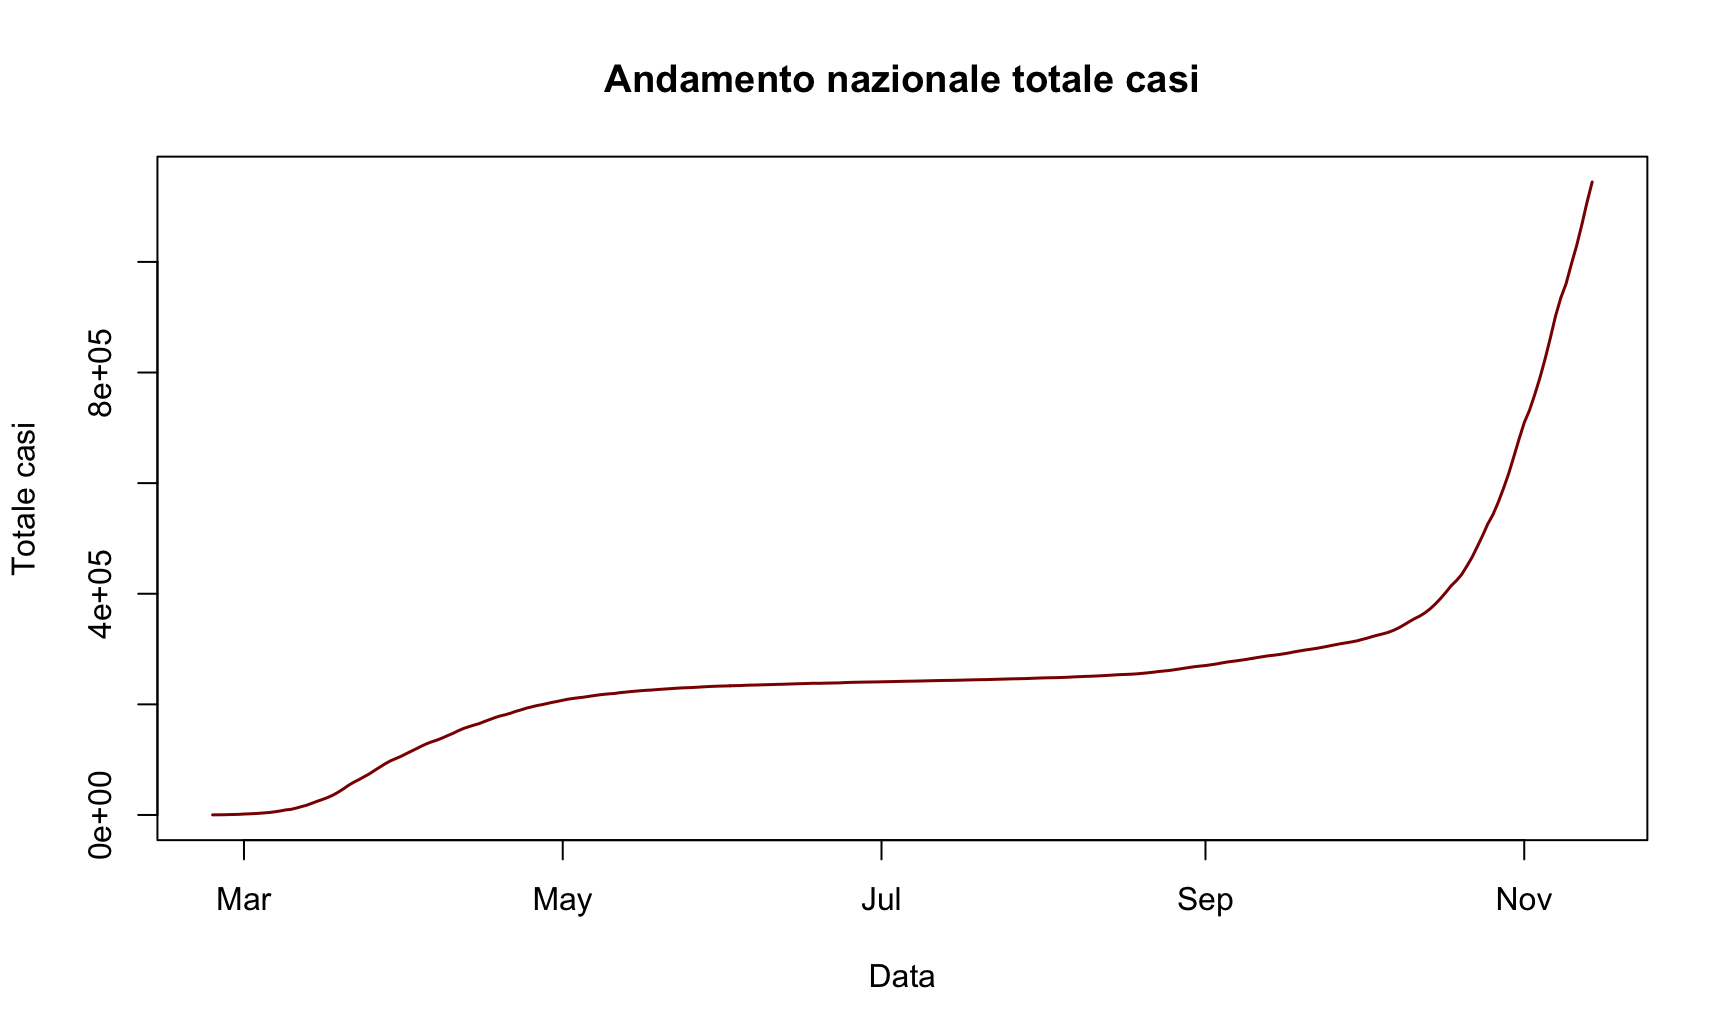 Andamento nazionale totale casi
Totale casi
8e+05
4e+05
0e+00
Mar May Jul Sep Nov
Data